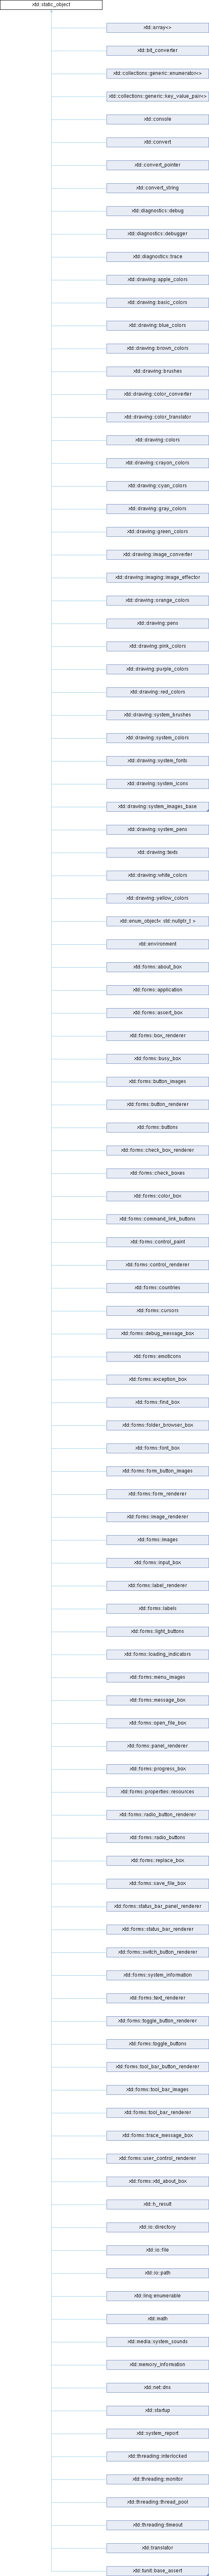 xtd::static_object
xtd::array<>
xtd::bit_converter
xtd::collections::generic::enumerator<>
xtd::collections::generic::key_value_pair<>
xtd::console
xtd::convert
xtd::convert_pointer
xtd::convert_string
xtd::diagnostics::debug
xtd::diagnostics::debugger
xtd::diagnostics::trace
xtd::drawing::apple_colors
xtd::drawing::basic_colors
xtd::drawing::blue_colors
xtd::drawing::brown_colors
xtd::drawing::brushes
xtd::drawing::color_converter
xtd::drawing::color_translator
xtd::drawing::colors
xtd::drawing::crayon_colors
xtd::drawing::cyan_colors
xtd::drawing::gray_colors
xtd::drawing::green_colors
xtd::drawing::image_converter
xtd::drawing::imaging::image_effector
xtd::drawing::orange_colors
xtd::drawing::pens
xtd::drawing::pink_colors
xtd::drawing::purple_colors
xtd::drawing::red_colors
xtd::drawing::system_brushes
xtd::drawing::system_colors
xtd::drawing::system_fonts
xtd::drawing::system_icons
xtd::drawing::system_images_base
xtd::drawing::system_pens
xtd::drawing::texts
xtd::drawing::white_colors
xtd::drawing::yellow_colors
xtd::enum_object< std::nullptr_t >
xtd::environment
xtd::forms::about_box
xtd::forms::application
xtd::forms::assert_box
xtd::forms::box_renderer
xtd::forms::busy_box
xtd::forms::button_images
xtd::forms::button_renderer
xtd::forms::buttons
xtd::forms::check_box_renderer
xtd::forms::check_boxes
xtd::forms::color_box
xtd::forms::command_link_buttons
xtd::forms::control_paint
xtd::forms::control_renderer
xtd::forms::countries
xtd::forms::cursors
xtd::forms::debug_message_box
xtd::forms::emoticons
xtd::forms::exception_box
xtd::forms::find_box
xtd::forms::folder_browser_box
xtd::forms::font_box
xtd::forms::form_button_images
xtd::forms::form_renderer
xtd::forms::image_renderer
xtd::forms::images
xtd::forms::input_box
xtd::forms::label_renderer
xtd::forms::labels
xtd::forms::light_buttons
xtd::forms::loading_indicators
xtd::forms::menu_images
xtd::forms::message_box
xtd::forms::open_file_box
xtd::forms::panel_renderer
xtd::forms::progress_box
xtd::forms::properties::resources
xtd::forms::radio_button_renderer
xtd::forms::radio_buttons
xtd::forms::replace_box
xtd::forms::save_file_box
xtd::forms::status_bar_panel_renderer
xtd::forms::status_bar_renderer
xtd::forms::switch_button_renderer
xtd::forms::system_information
xtd::forms::text_renderer
xtd::forms::toggle_button_renderer
xtd::forms::toggle_buttons
xtd::forms::tool_bar_button_renderer
xtd::forms::tool_bar_images
xtd::forms::tool_bar_renderer
xtd::forms::trace_message_box
xtd::forms::user_control_renderer
xtd::forms::xtd_about_box
xtd::h_result
xtd::io::directory
xtd::io::file
xtd::io::path
xtd::linq::enumerable
xtd::math
xtd::media::system_sounds
xtd::memory_information
xtd::net::dns
xtd::startup
xtd::system_report
xtd::threading::interlocked
xtd::threading::monitor
xtd::threading::thread_pool
xtd::threading::timeout
xtd::translator
xtd::tunit::base_assert